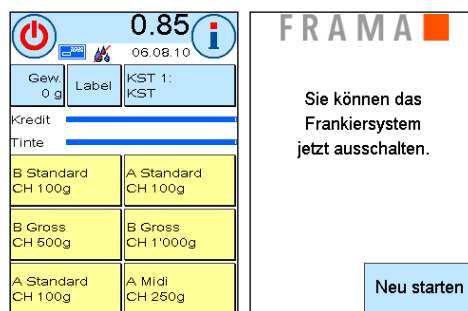 0.85
i
06.08.10
Gew.
0 g
Label
KST 1:
KST
Kredit
Tinte
B Standard
CH 100g
A Standard
CH 100g
B Gross
CH 500g
B Gross
CH 1'000g
A Standard
CH 100g
A Midi
CH 250g
FRAMA
Sie können das
Frankiersystem
jetzt ausschalten.
Neu starten